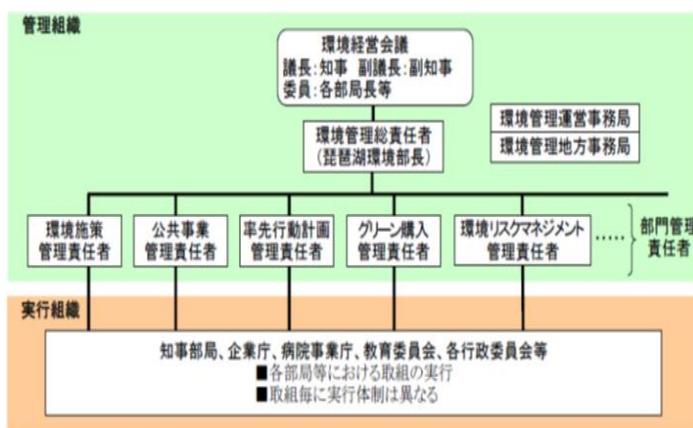 管理組織
環境経営会議
議長：知事 副議長：副知事
委員：各部局長等
環境管理総責任者
(琵琶湖環境部長)
環境管理運営事務局
環境管理地方事務局
環境施策
管理責任者
公共事業
管理責任者
率先行動計画
管理責任者
グリーン購入
管理責任者
環境リスクマネジメント
管理責任者
‥‥‥
部門管理
責任者
実行組織
知事部局、企業庁、病院事業庁、教育委員会、各行政委員会等
■各部局等における取組の実行
■取組毎に実行体制は異なる